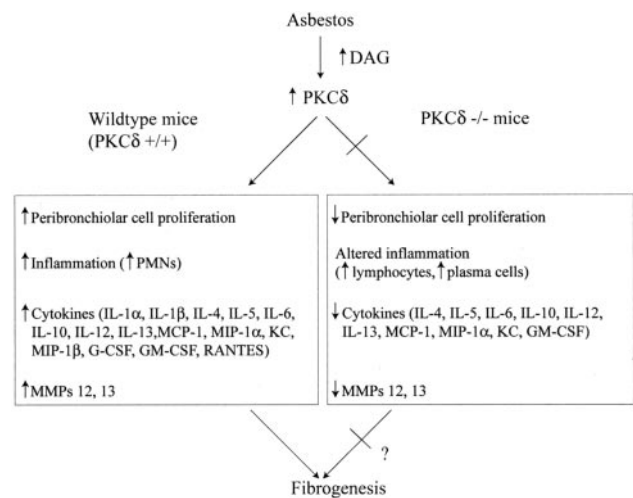 Asbestos
↑DAG
↑ PKCδ
Wildtype mice
(PKCδ +/+)
PKCδ -/- mice
↑Peribronchiolar cell proliferation
↑Inflammation (↑PMNs)
↑Cytokines (IL-1α, IL-1β, IL-4, IL-5, IL-6,
IL-10, IL-12, IL-13,MCP-1, MIP-1α, KC,
MIP-1β, G-CSF, GM-CSF, RANTES)
↑MMPs 12, 13
↓Peribronchiolar cell proliferation
Altered inflammation
(↑lymphocytes,↑plasma cells)
↓Cytokines (IL-4, IL-5, IL-6, IL-10, IL-12,
IL-13, MCP-1, MIP-1α, KC, GM-CSF)
↓MMPs 12, 13
?
Fibrogenesis